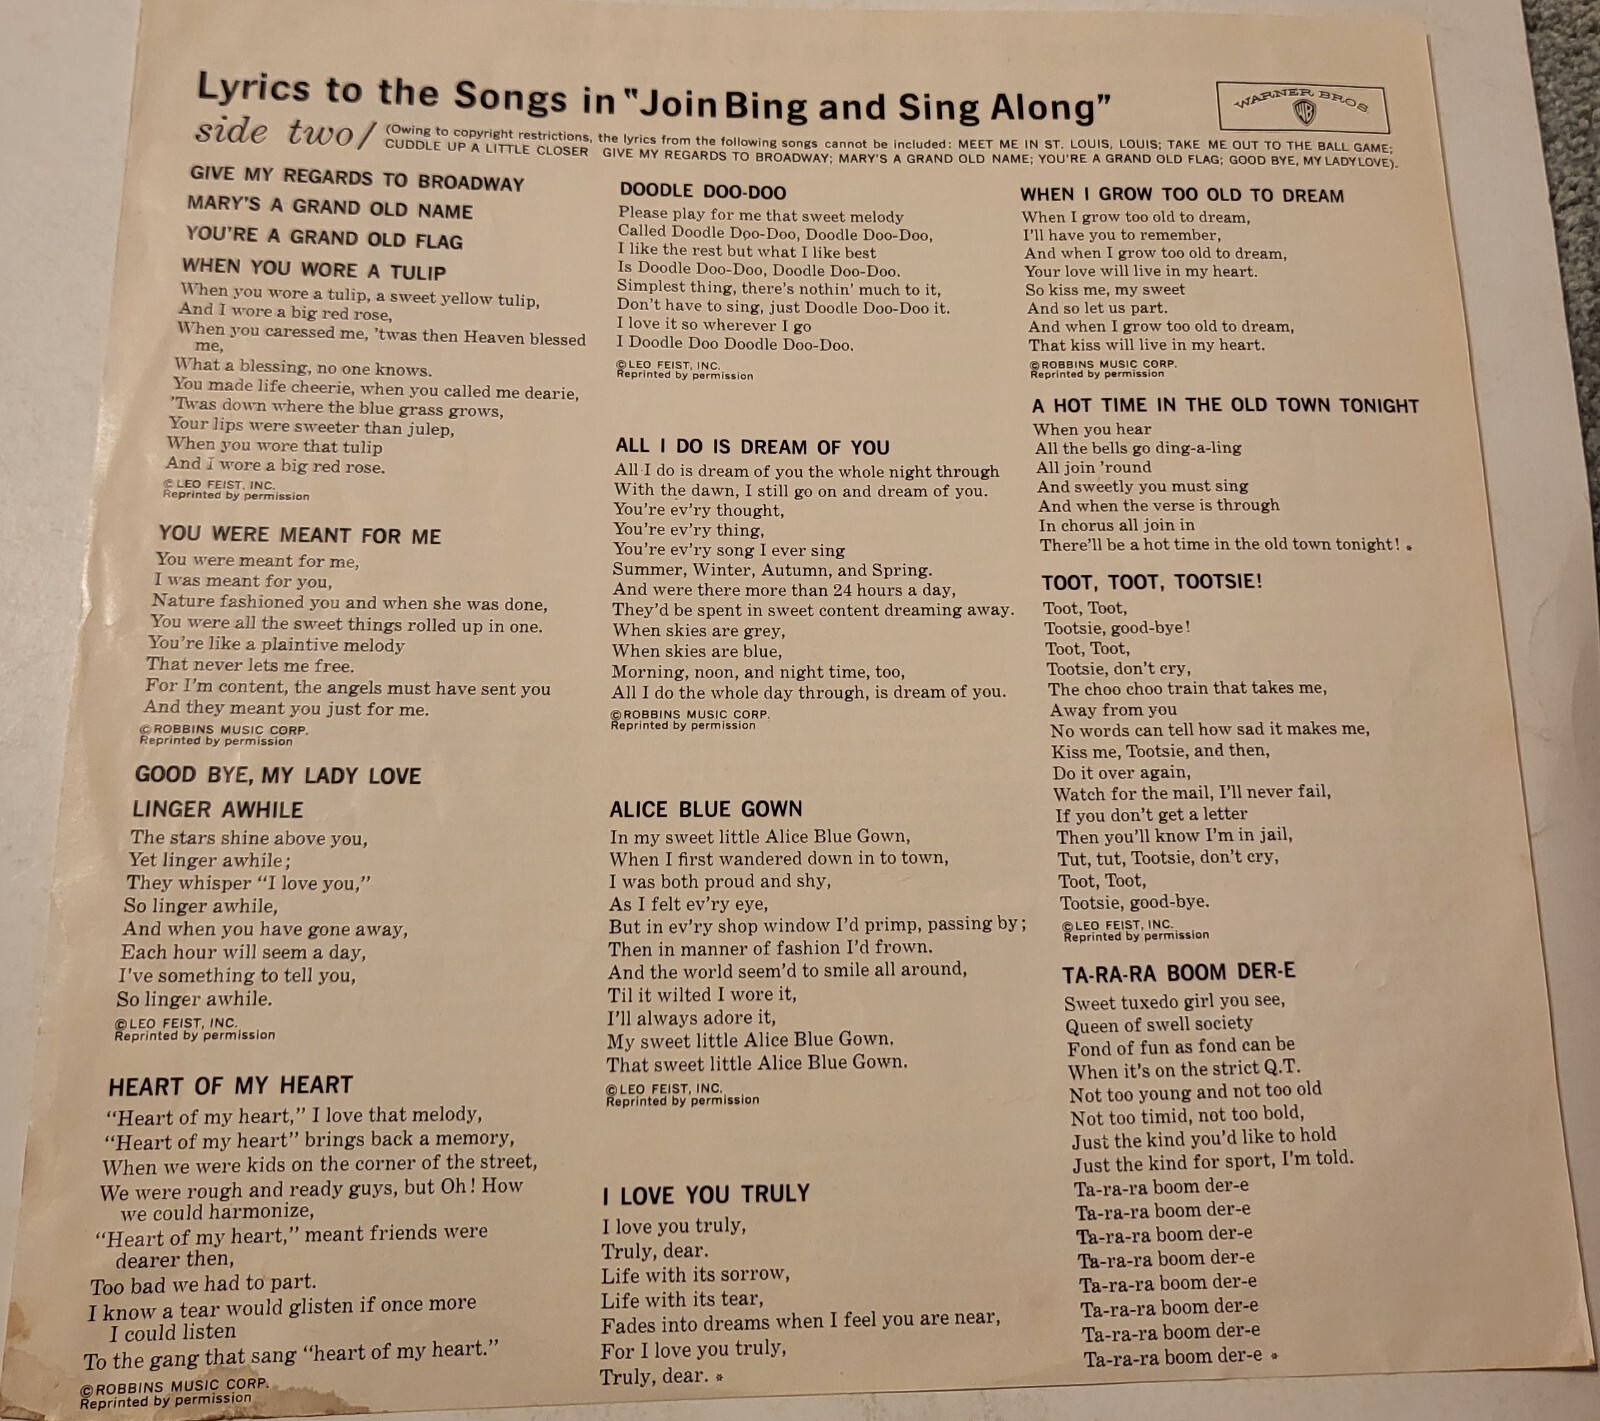 Lyrics to the Songs in "Join Bing and Sing Along"
WARNER BROS
WB
side two/ (Owing to copyright restrictions, the lyrics from the following songs cannot be included: MEET ME IN ST. LOUIS, LOUIS; TAKE ME OUT TO THE BALL GAME;
CUDDLE UP A LITTLE CLOSER GIVE MY REGARDS TO BROADWAY; MARY'S A GRAND OLD NAME; YOU'RE A GRAND OLD FLAG; GOOD BYE, MY LADY LOVE).
GIVE MY REGARDS TO BROADWAY
MARY'S A GRAND OLD NAME
YOU'RE A GRAND OLD FLAG
WHEN YOU WORE A TULIP
When you wore a tulip, a sweet yellow tulip,
And I wore a big red rose,
When you caressed me, 'twas then Heaven blessed
me,
What a blessing, no one knows.
You made life cheerie, when you called me dearie,
'Twas down where the blue grass grows,
Your lips were sweeter than julep,
When you wore that tulip
And I wore a big red rose.
© LEO FEIST, INC.
Reprinted by permission
YOU WERE MEANT FOR ME
You were meant for me,
I was meant for you,
Nature fashioned you and when she was done,
You were all the sweet things rolled up in one.
You're like a plaintive melody
That never lets me free.
For I'm content, the angels must have sent you
And they meant you just for me.
© ROBBINS MUSIC CORP.
Reprinted by permission
GOOD BYE, MY LADY LOVE
LINGER AWHILE
The stars shine above you,
Yet linger awhile;
They whisper "I love you,"
So linger awhile,
And when you have gone away,
Each hour will seem a day,
I've something to tell you,
So linger awhile.
© LEO FEIST, INC.
Reprinted by permission
HEART OF MY HEART
"Heart of my heart," I love that melody,
"Heart of my heart" brings back a memory,
When we were kids on the corner of the street,
We were rough and ready guys, but Oh! How
we could harmonize,
"Heart of my heart," meant friends were
dearer then,
Too bad we had to part.
I know a tear would glisten if once more
I could listen
To the gang that sang "heart of my heart."
© ROBBINS MUSIC CORP.
Reprinted by permission
DOODLE DOO-DOO
Please play for me that sweet melody
Called Doodle Doo-Doo, Doodle Doo-Doo,
I like the rest but what I like best
Is Doodle Doo-Doo, Doodle Doo-Doo.
Simplest thing, there's nothin' much to it,
Don't have to sing, just Doodle Doo-Doo it.
I love it so wherever I go
I Doodle Doo Doodle Doo-Doo.
© LEO FEIST, INC.
Reprinted by permission
ALL I DO IS DREAM OF YOU
All I do is dream of you the whole night through
With the dawn, I still go on and dream of you.
You're ev'ry thought,
You're ev'ry thing,
You're ev'ry song I ever sing
Summer, Winter, Autumn, and Spring.
And were there more than 24 hours a day,
They'd be spent in sweet content dreaming away.
When skies are grey,
When skies are blue,
Morning, noon, and night time, too,
All I do the whole day through, is dream of you.
© ROBBINS MUSIC CORP.
Reprinted by permission
ALICE BLUE GOWN
In my sweet little Alice Blue Gown,
When I first wandered down in to town,
I was both proud and shy,
As I felt ev'ry eye,
But in ev'ry shop window I'd primp, passing by;
Then in manner of fashion I'd frown.
And the world seem'd to smile all around,
Til it wilted I wore it,
I'll always adore it,
My sweet little Alice Blue Gown,
That sweet little Alice Blue Gown.
© LEO FEIST, INC.
Reprinted by permission
I LOVE YOU TRULY
I love you truly,
Truly, dear.
Life with its sorrow,
Life with its tear,
Fades into dreams when I feel you are near,
For I love you truly,
Truly, dear. *
WHEN I GROW TOO OLD TO DREAM
When I grow too old to dream,
I'll have you to remember,
And when I grow too old to dream,
Your love will live in my heart.
So kiss me, my sweet
And so let us part.
And when I grow too old to dream,
That kiss will live in my heart.
© ROBBINS MUSIC CORP.
Reprinted by permission
A HOT TIME IN THE OLD TOWN TONIGHT
When you hear
All the bells go ding-a-ling
All join 'round
And sweetly you must sing
And when the verse is through
In chorus all join in
There'll be a hot time in the old town tonight! *
TOOT, TOOT, TOOTSIE!
Toot, Toot,
Tootsie, good-bye!
Toot, Toot,
Tootsie, don't cry,
The choo choo train that takes me,
Away from you
No words can tell how sad it makes me,
Kiss me, Tootsie, and then,
Do it over again,
Watch for the mail, I'll never fail,
If you don't get a letter
Then you'll know I'm in jail,
Tut, tut, Tootsie, don't cry,
Toot, Toot,
Tootsie, good-bye.
© LEO FEIST, INC.
Reprinted by permission
TA-RA-RA BOOM DER-E
Sweet tuxedo girl you see,
Queen of swell society
Fond of fun as fond can be
When it's on the strict Q.T.
Not too young and not too old
Not too timid, not too bold,
Just the kind you'd like to hold
Just the kind for sport, I'm told.
Ta-ra-ra boom der-e
Ta-ra-ra boom der-e
Ta-ra-ra boom der-e
Ta-ra-ra boom der-e
Ta-ra-ra boom der-e
Ta-ra-ra boom der-e
Ta-ra-ra boom der-e
Ta-ra-ra boom der-e *